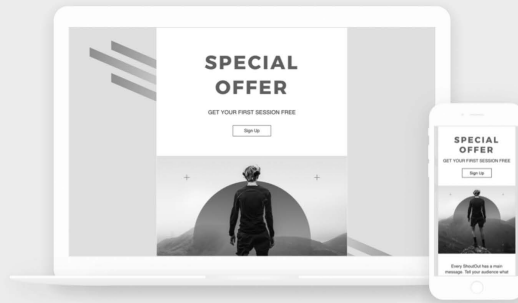 SPECIAL
OFFER
GET YOUR FIRST SESSION FREE
Sign Up
SPECIAL
OFFER
GET YOUR FIRST SESSION FREE
Sign Up
Every ShoutOut has a main
message. Tell your audience what